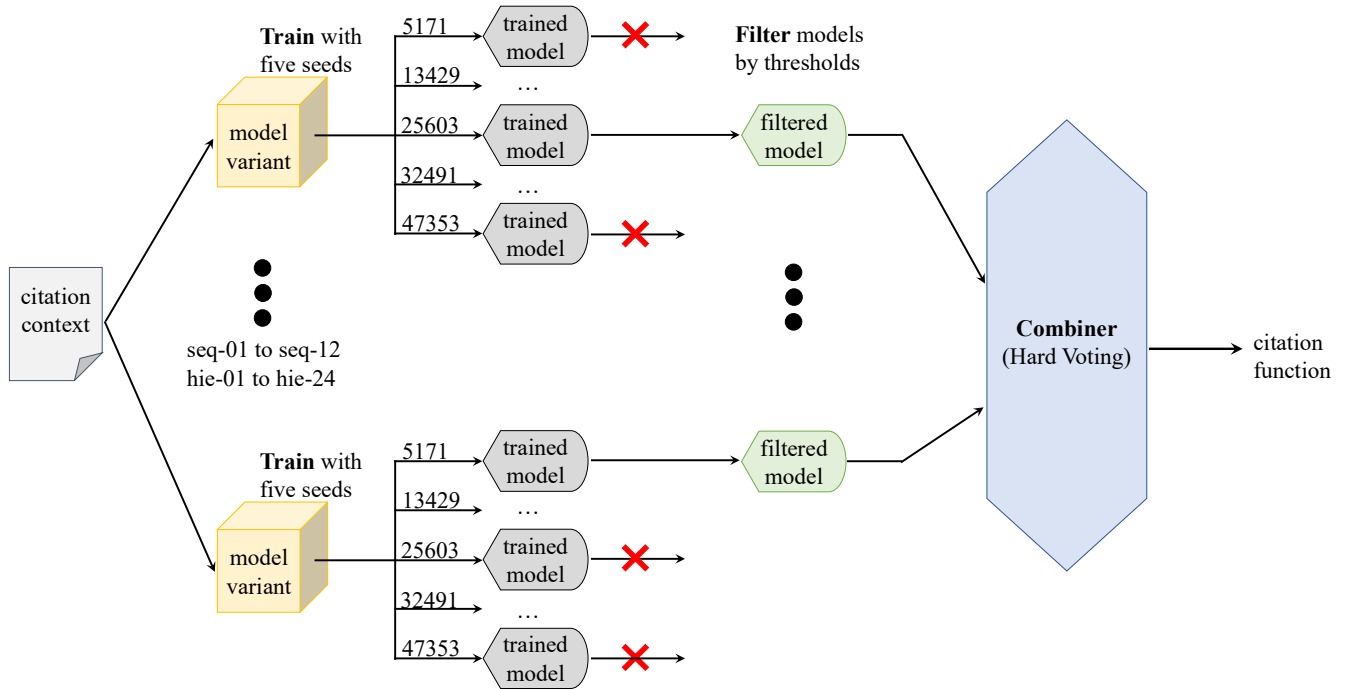 citation
context
Train with
five seeds
model
variant
5171
13429
25603
32491
47353
trained
model
…
trained
model
…
trained
model
Filter models
by thresholds
filtered
model
seq-01 to seq-12
hie-01 to hie-24
Train with
five seeds
model
variant
5171
13429
25603
32491
47353
trained
model
…
trained
model
…
trained
model
filtered
model
Combiner
(Hard Voting)
citation
function